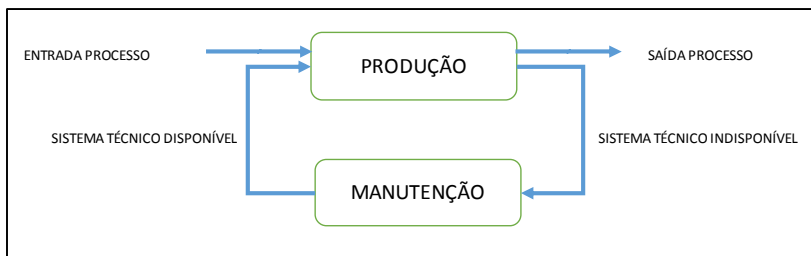 ENTRADA PROCESSO
PRODUÇÃO
SAÍDA PROCESSO
SISTEMA TÉCNICO DISPONÍVEL
SISTEMA TÉCNICO INDISPONÍVEL
MANUTENÇÃO